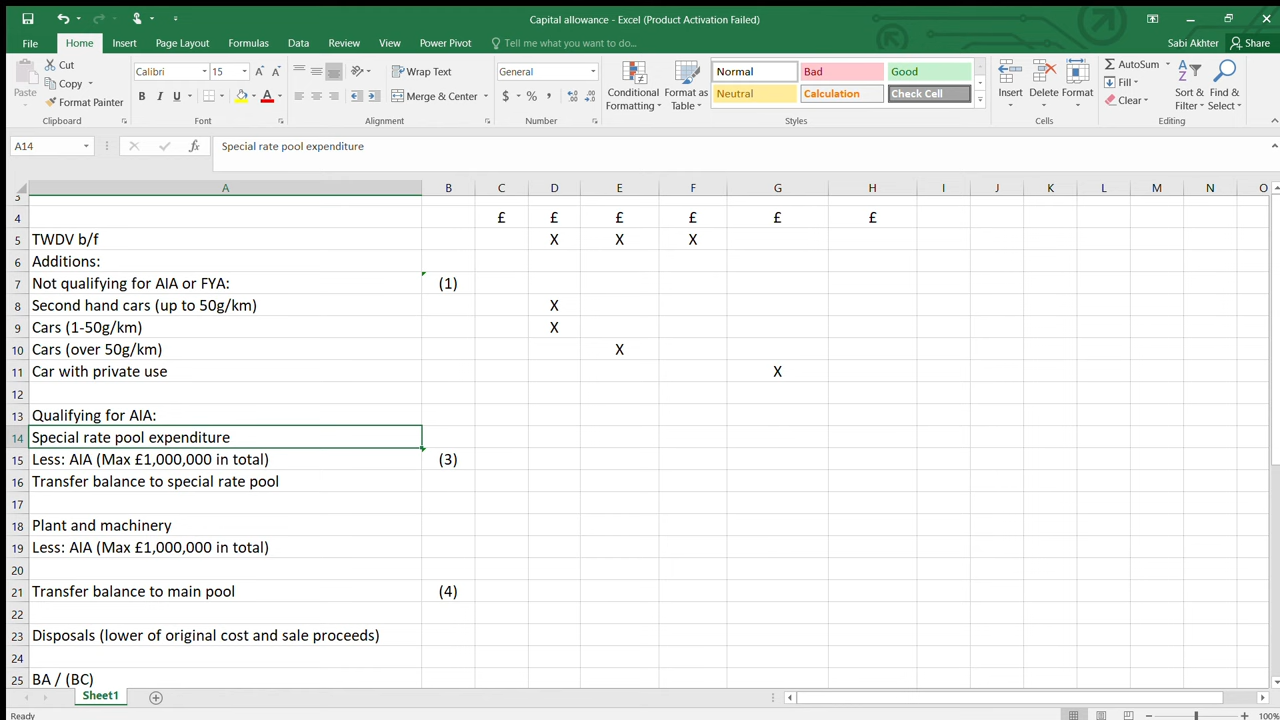 Capital allowance - Excel (Product Activation Failed)
File Home Insert Page Layout Formulas Data Review View Power Pivot Tell me what you want to do... Sabi Akhter Share
Cut Calibri 15 Wrap Text General Normal Bad Good AutoSum
Paste Copy Conditional Formatting Format as Table Insert Delete Format Fill Sort & Filter Find & Select
Format Painter B I U Merge & Center $ % , Neutral Calculation Check Cell Clear
Clipboard Font Alignment Number Styles Cells Editing
A14 fx Special rate pool expenditure
A B C D E F G H I J K L M N O
3
4 £ £ £ £ £ £
5 TWDV b/f X X X
6 Additions:
7 Not qualifying for AIA or FYA: (1)
8 Second hand cars (up to 50g/km) X
9 Cars (1-50g/km) X
10 Cars (over 50g/km) X
11 Car with private use X
12
13 Qualifying for AIA:
14 Special rate pool expenditure
15 Less: AIA (Max £1,000,000 in total) (3)
16 Transfer balance to special rate pool
17
18 Plant and machinery
19 Less: AIA (Max £1,000,000 in total)
20
21 Transfer balance to main pool (4)
22
23 Disposals (lower of original cost and sale proceeds)
24
25 BA / (BC)
Sheet1
Ready 100%